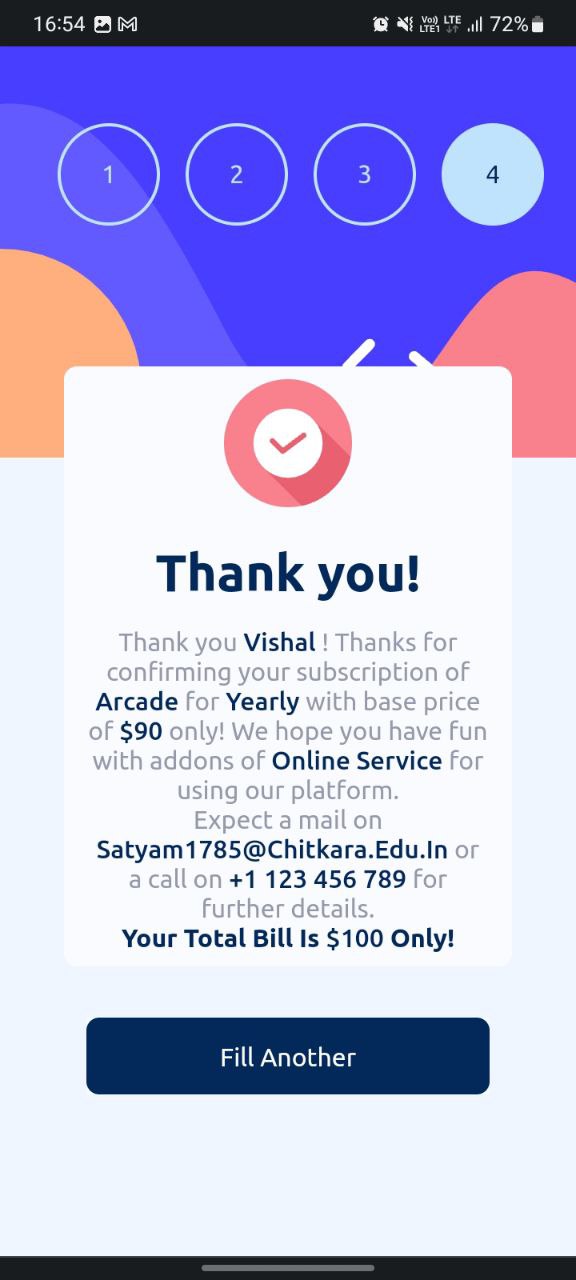 16:54 Vo) LTE LTE1 72%
1 2 3 4
Thank you!
Thank you Vishal ! Thanks for
confirming your subscription of
Arcade for Yearly with base price
of $90 only! We hope you have fun
with addons of Online Service for
using our platform.
Expect a mail on
Satyam1785@Chitkara.Edu.In or
a call on +1 123 456 789 for
further details.
Your Total Bill Is $100 Only!
Fill Another